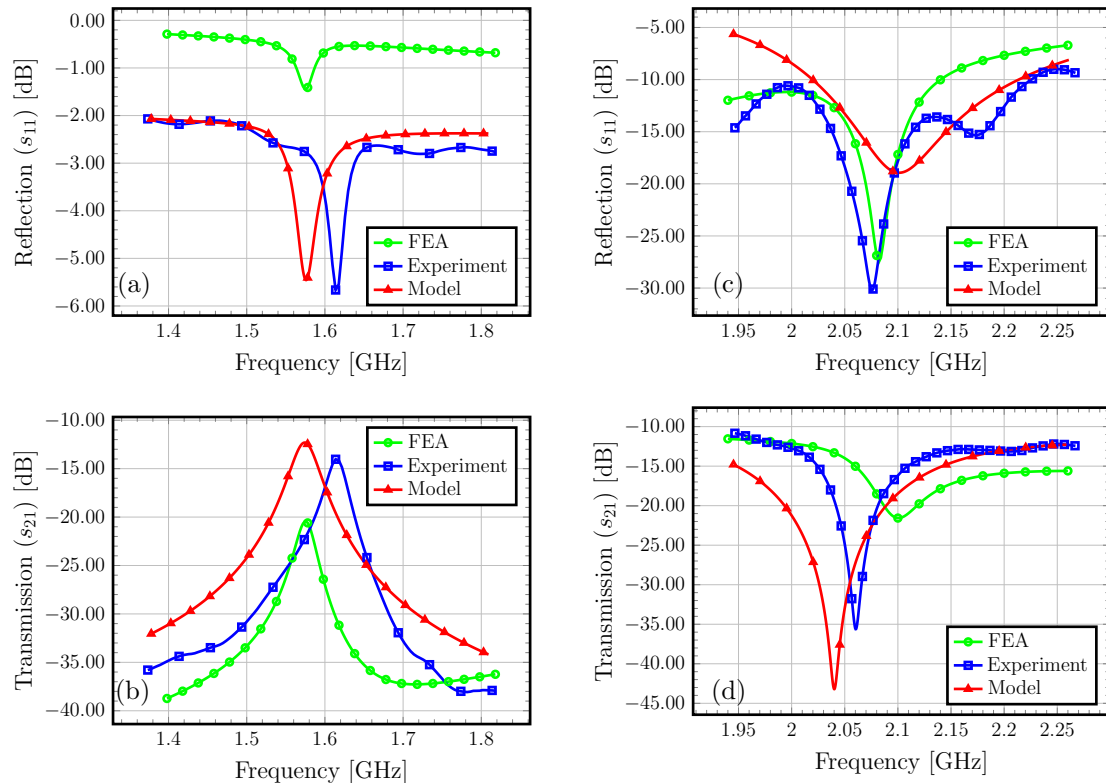 0.00
−1.00
−2.00
−3.00
−4.00
−5.00
−6.00
Reflection (s11) [dB]
(a)
FEA
Experiment
Model
1.4 1.5 1.6 1.7 1.8
Frequency [GHz]
−5.00
−10.00
−15.00
−20.00
−25.00
−30.00
Reflection (s11) [dB]
(c)
FEA
Experiment
Model
1.95 2 2.05 2.1 2.15 2.2 2.25
Frequency [GHz]
−10.00
−15.00
−20.00
−25.00
−30.00
−35.00
−40.00
Transmission (s21) [dB]
(b)
FEA
Experiment
Model
1.4 1.5 1.6 1.7 1.8
Frequency [GHz]
−10.00
−15.00
−20.00
−25.00
−30.00
−35.00
−40.00
−45.00
Transmission (s21) [dB]
(d)
FEA
Experiment
Model
1.95 2 2.05 2.1 2.15 2.2 2.25
Frequency [GHz]